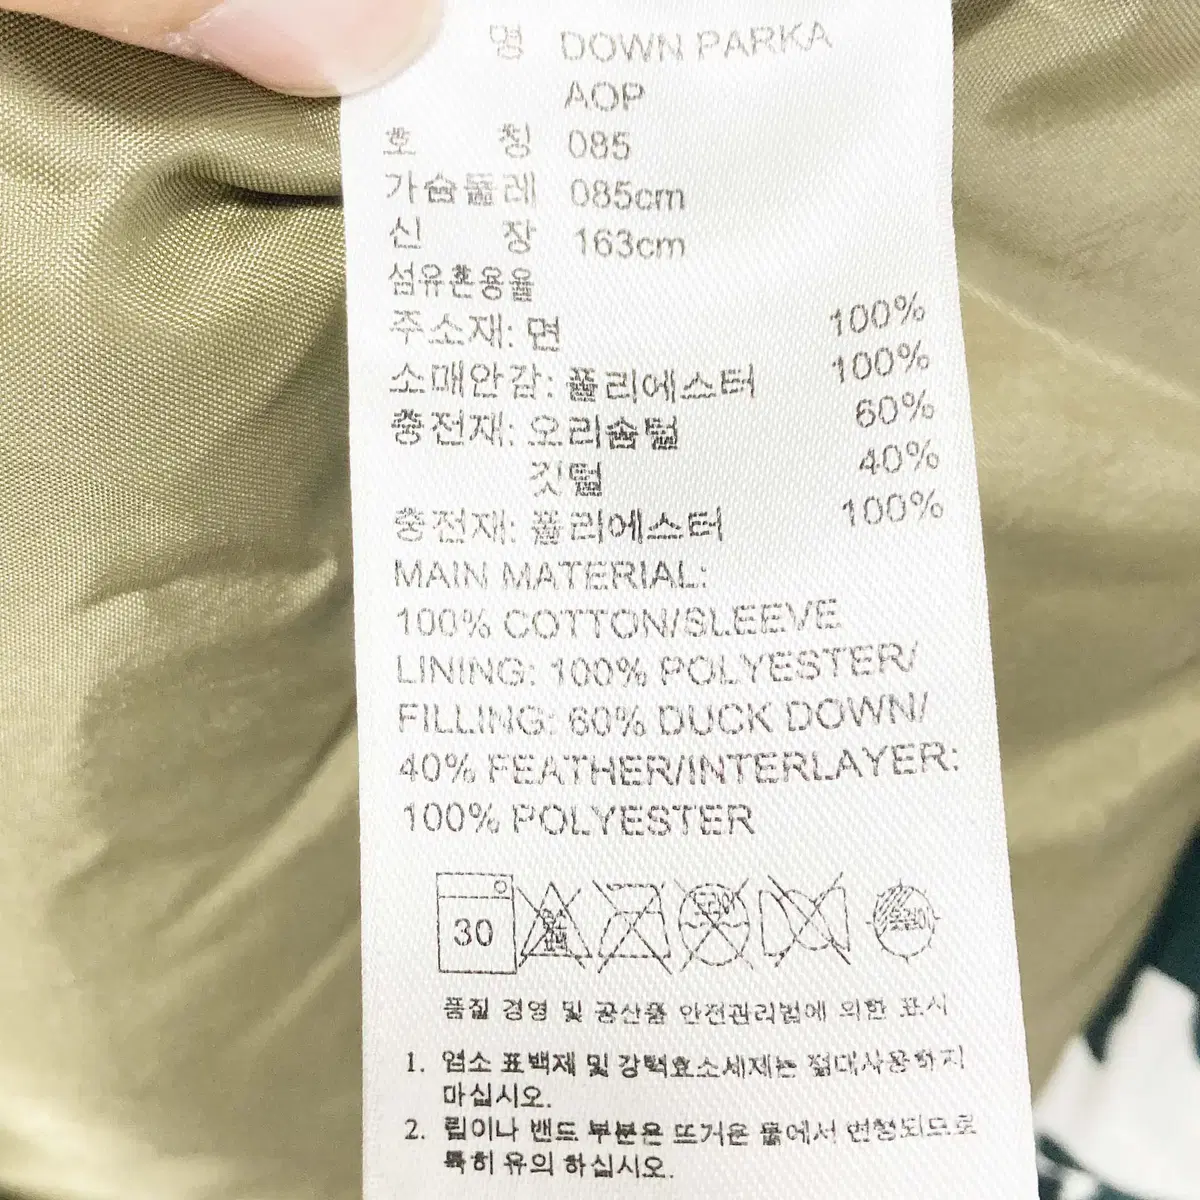 명 DOWN PARKA
AOP
호 칭 085
가슴둘레 085cm
신 장 163cm
섬유혼용율
주소재: 면 100%
소매안감: 폴리에스터 100%
충전재: 오리솜털 60%
깃털 40%
충전재: 폴리에스터 100%
MAIN MATERIAL:
100% COTTON/SLEEVE
LINING: 100% POLYESTER/
FILLING: 60% DUCK DOWN/
40% FEATHER/INTERLAYER:
100% POLYESTER
30
품질 경영 및 공산품 안전관리법에 의한 표시
1. 염소 표백제 및 강력효소세제는 절대사용하지
마십시오.
2. 립이나 밴드 부분은 뜨거운 물에서 변형되므로
특히 유의 하십시오.